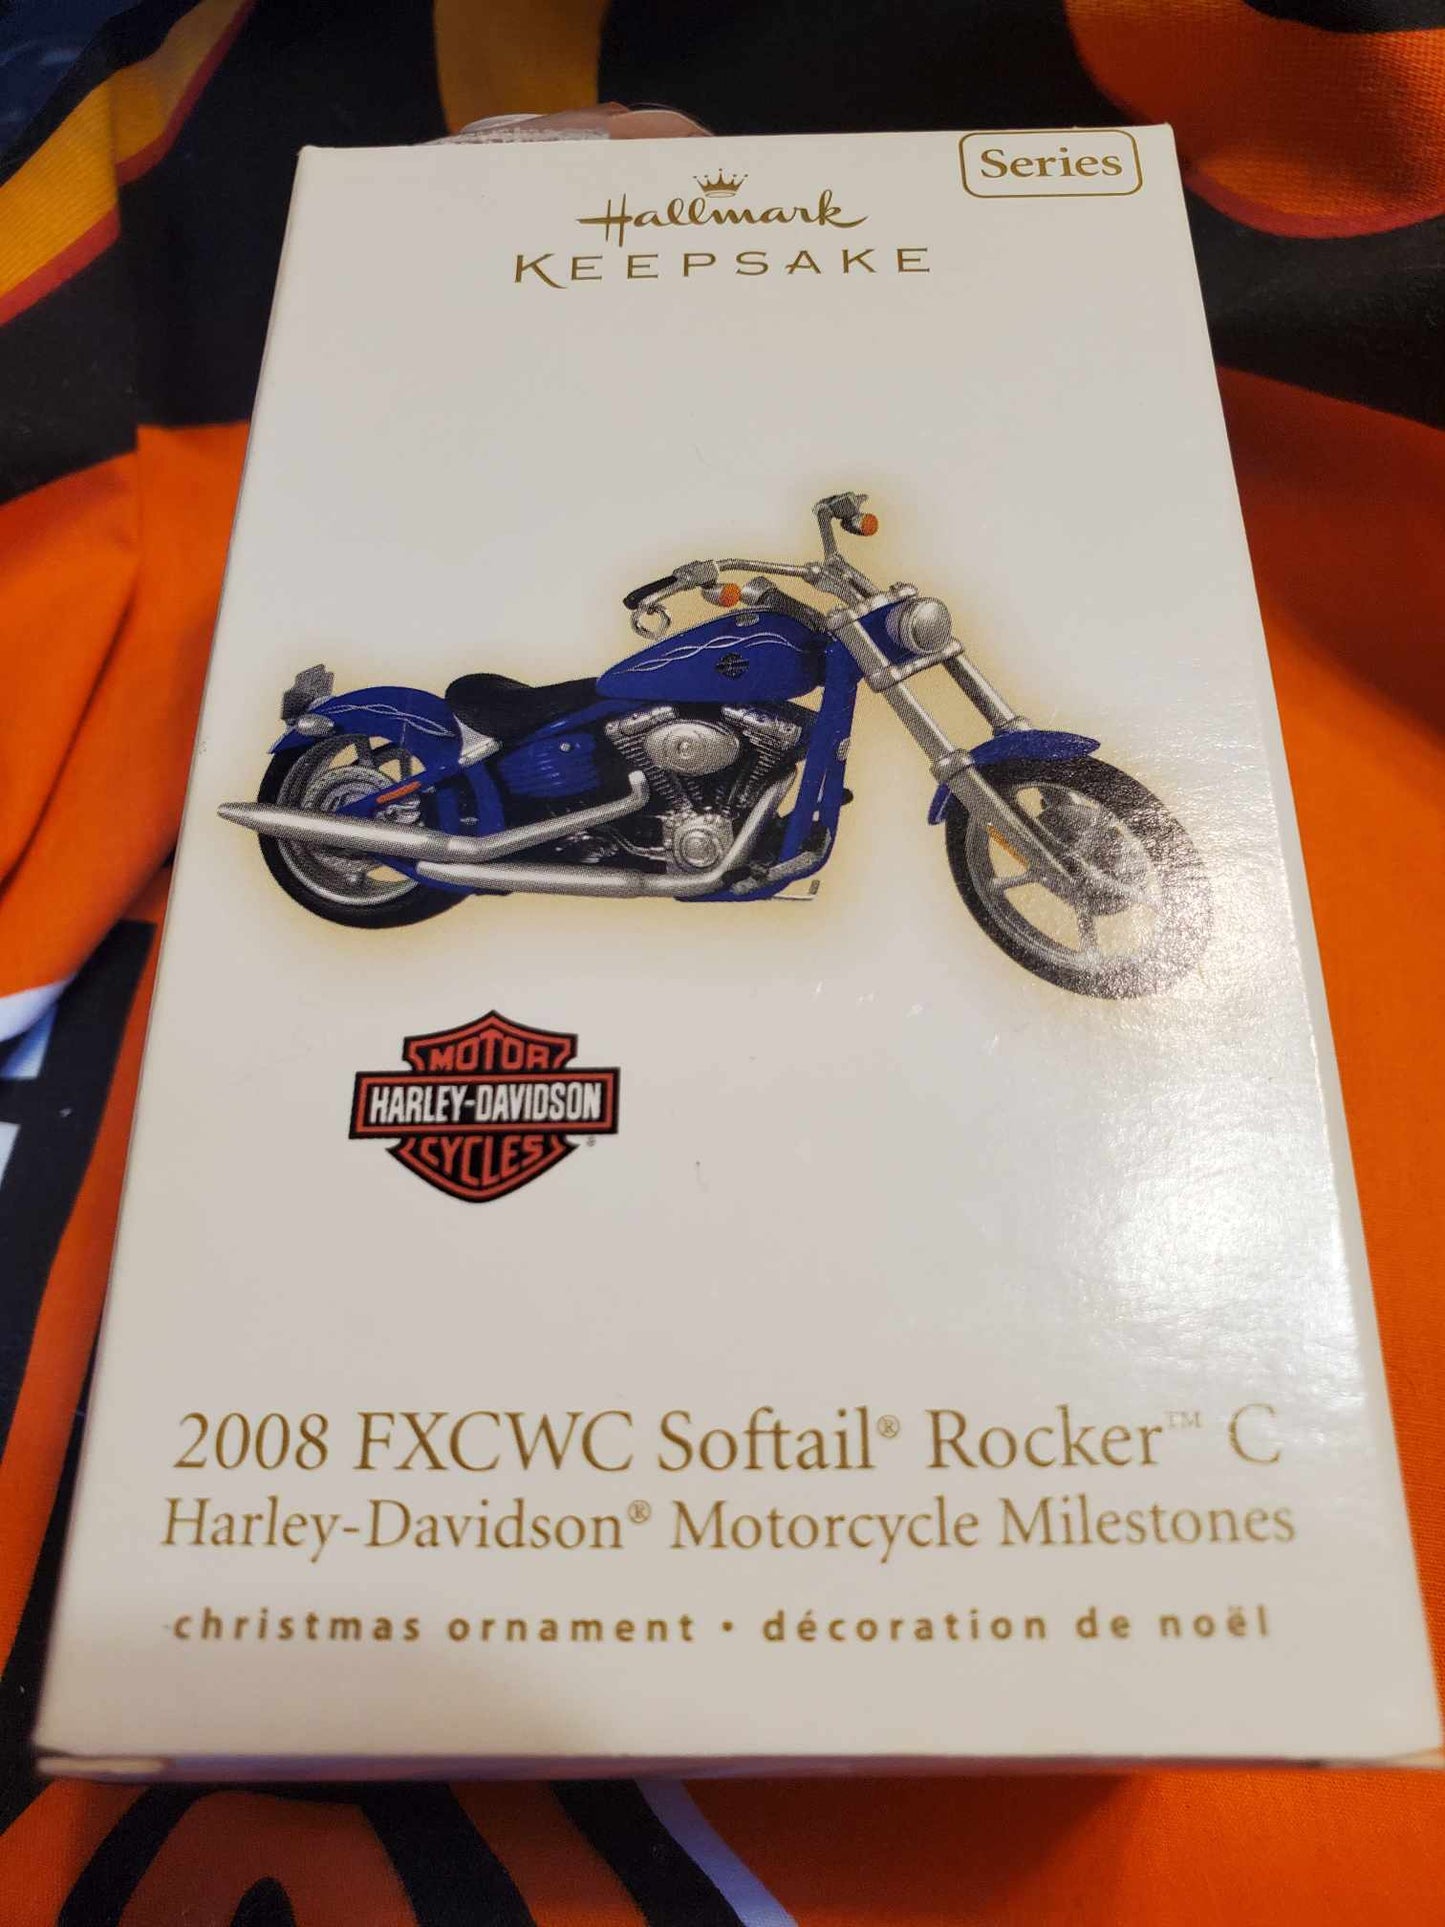 Series
Hallmark
KEEPSAKE
MOTOR
HARLEY-DAVIDSON
CYCLES
2008 FXCWC Softail® Rocker™ C
Harley-Davidson® Motorcycle Milestones
christmas ornament • décoration de noël